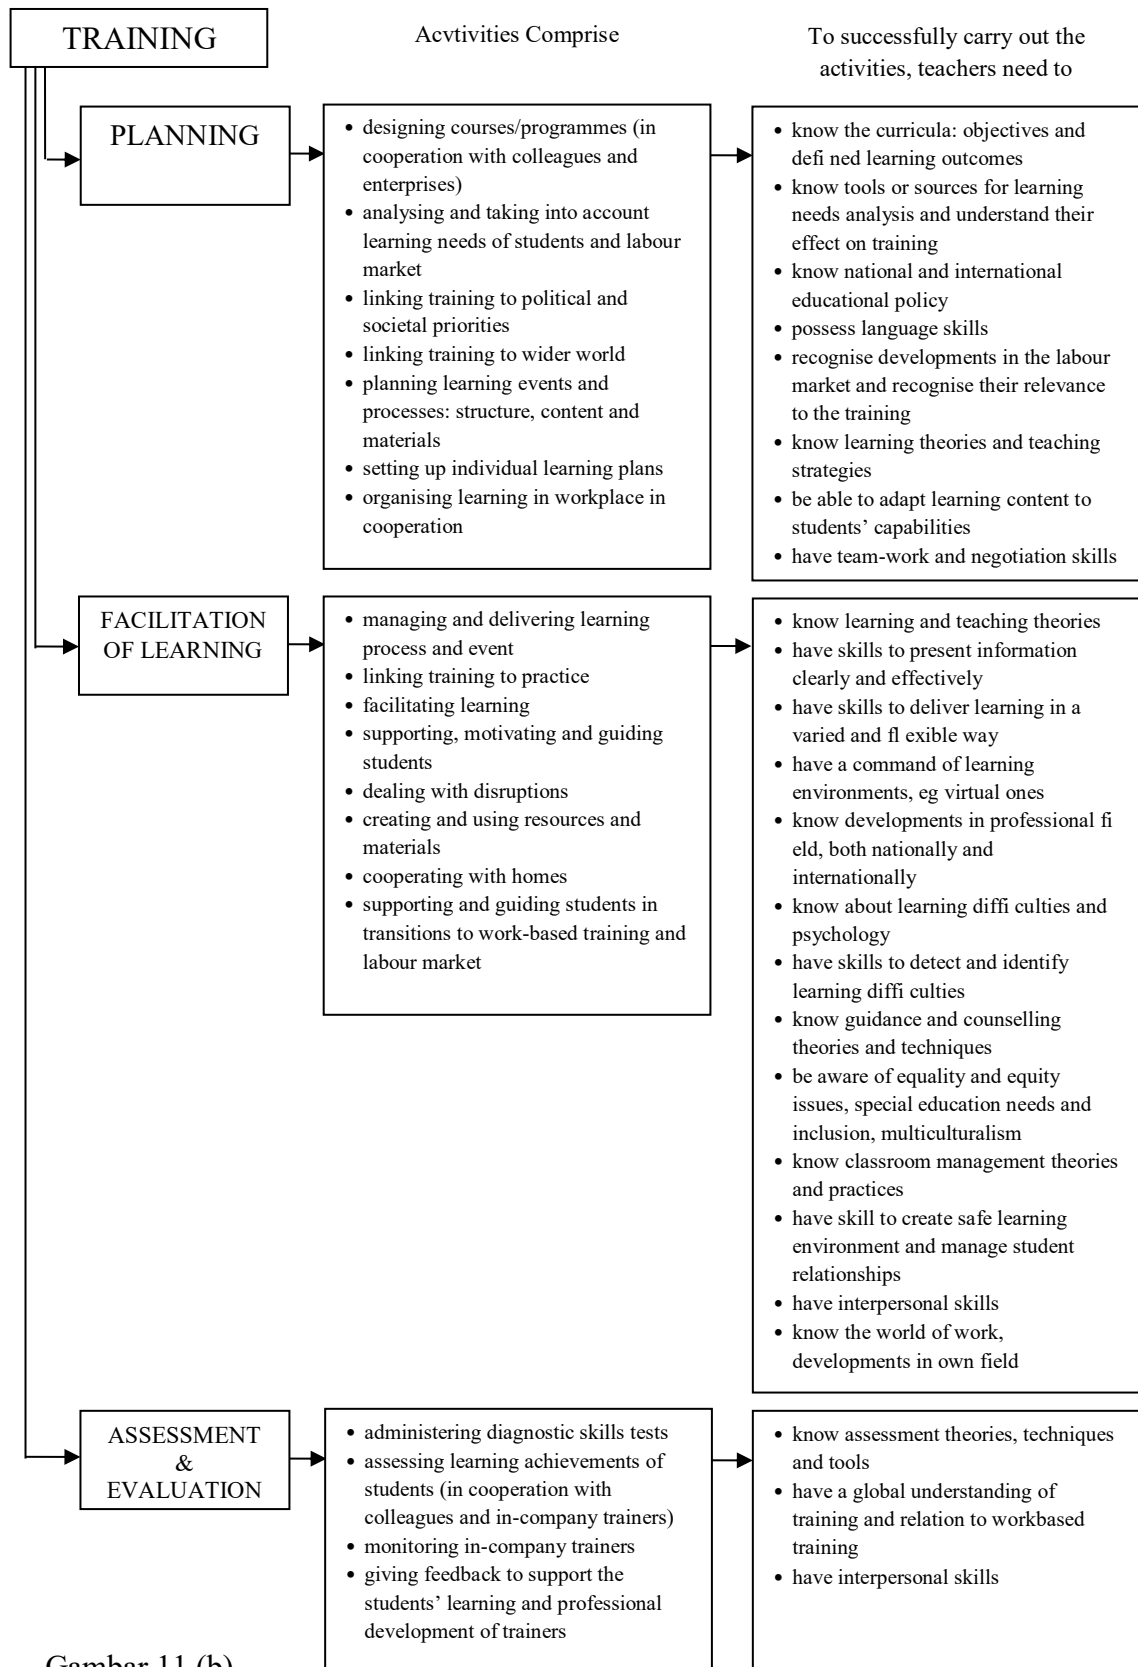 TRAINING
Acvtivities Comprise
To successfully carry out the
activities, teachers need to
PLANNING
• designing courses/programmes (in
cooperation with colleagues and
enterprises)
• analysing and taking into account
learning needs of students and labour
market
• linking training to political and
societal priorities
• linking training to wider world
• planning learning events and
processes: structure, content and
materials
• setting up individual learning plans
• organising learning in workplace in
cooperation
• know the curricula: objectives and
defi ned learning outcomes
• know tools or sources for learning
needs analysis and understand their
effect on training
• know national and international
educational policy
• possess language skills
• recognise developments in the labour
market and recognise their relevance
to the training
• know learning theories and teaching
strategies
• be able to adapt learning content to
students’ capabilities
• have team-work and negotiation skills
FACILITATION
OF LEARNING
• managing and delivering learning
process and event
• linking training to practice
• facilitating learning
• supporting, motivating and guiding
students
• dealing with disruptions
• creating and using resources and
materials
• cooperating with homes
• supporting and guiding students in
transitions to work-based training and
labour market
• know learning and teaching theories
• have skills to present information
clearly and effectively
• have skills to deliver learning in a
varied and fl exible way
• have a command of learning
environments, eg virtual ones
• know developments in professional fi
eld, both nationally and
internationally
• know about learning diffi culties and
psychology
• have skills to detect and identify
learning diffi culties
• know guidance and counselling
theories and techniques
• be aware of equality and equity
issues, special education needs and
inclusion, multiculturalism
• know classroom management theories
and practices
• have skill to create safe learning
environment and manage student
relationships
• have interpersonal skills
• know the world of work,
developments in own field
ASSESSMENT
&
EVALUATION
• administering diagnostic skills tests
• assessing learning achievements of
students (in cooperation with
colleagues and in-company trainers)
• monitoring in-company trainers
• giving feedback to support the
students’ learning and professional
development of trainers
• know assessment theories, techniques
and tools
• have a global understanding of
training and relation to workbased
training
• have interpersonal skills
Gambar 11 (b)